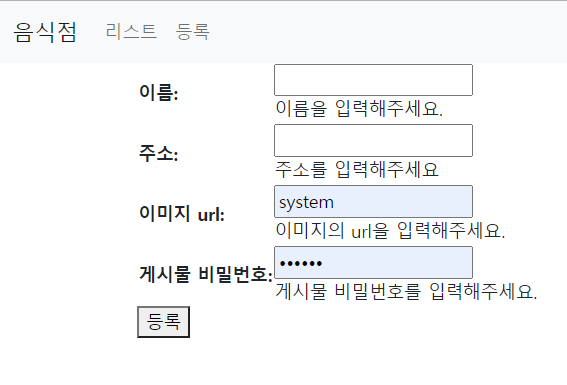 음식점 리스트 등록
이름:
이름을 입력해주세요.
주소:
주소를 입력해주세요
이미지 url:
system
이미지의 url을 입력해주세요.
게시물 비밀번호:
••••••
게시물 비밀번호를 입력해주세요.
등록